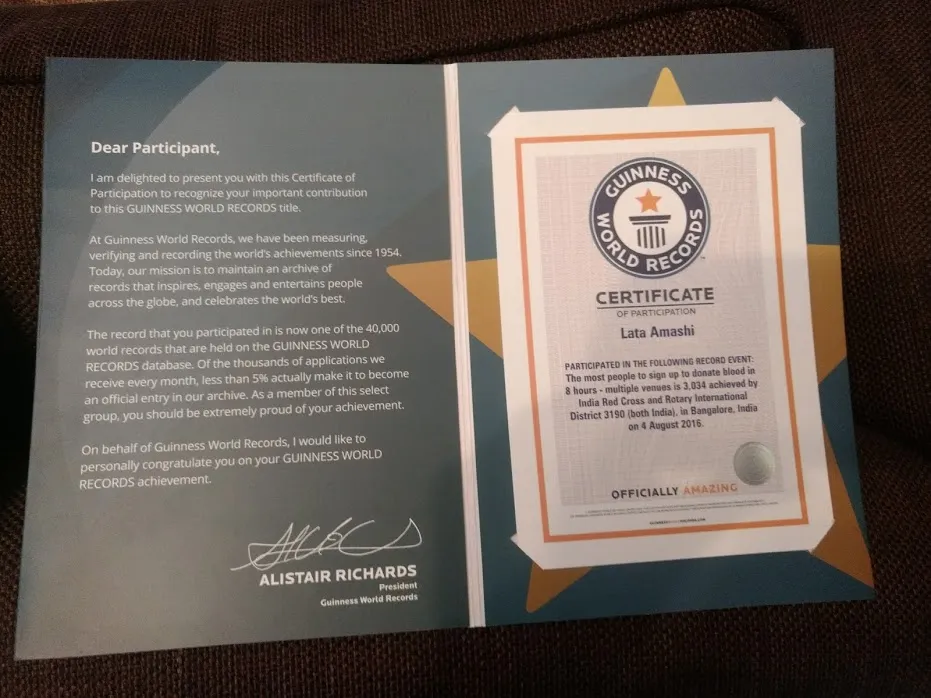 Dear Participant,
I am delighted to present you with this Certificate of
Participation to recognize your important contribution
to this GUINNESS WORLD RECORDS title.
At Guinness World Records, we have been measuring,
verifying and recording the world's achievements since 1954.
Today, our mission is to maintain an archive of
records that inspires, engages and entertains people
across the globe, and celebrates the world's best.
The record that you participated in is now one of the 40,000
world records that are held on the GUINNESS WORLD
RECORDS database. Of the thousands of applications we
receive every month, less than 5% actually make it to become
an official entry in our archive. As a member of this select
group, you should be extremely proud of your achievement.
On behalf of Guinness World Records, I would like to
personally congratulate you on your GUINNESS WORLD
RECORDS achievement.
ALISTAIR RICHARDS
President
Guinness World Records
GUINNESS
WORLD RECORDS
CERTIFICATE
OF PARTICIPATION
Lata Amashi
PARTICIPATED IN THE FOLLOWING RECORD EVENT:
The most people to sign up to donate blood in
8 hours - multiple venues is 3,034 achieved by
India Red Cross and Rotary International
District 3190 (both India), in Bangalore, India
on 4 August 2016.
OFFICIALLY AMAZING